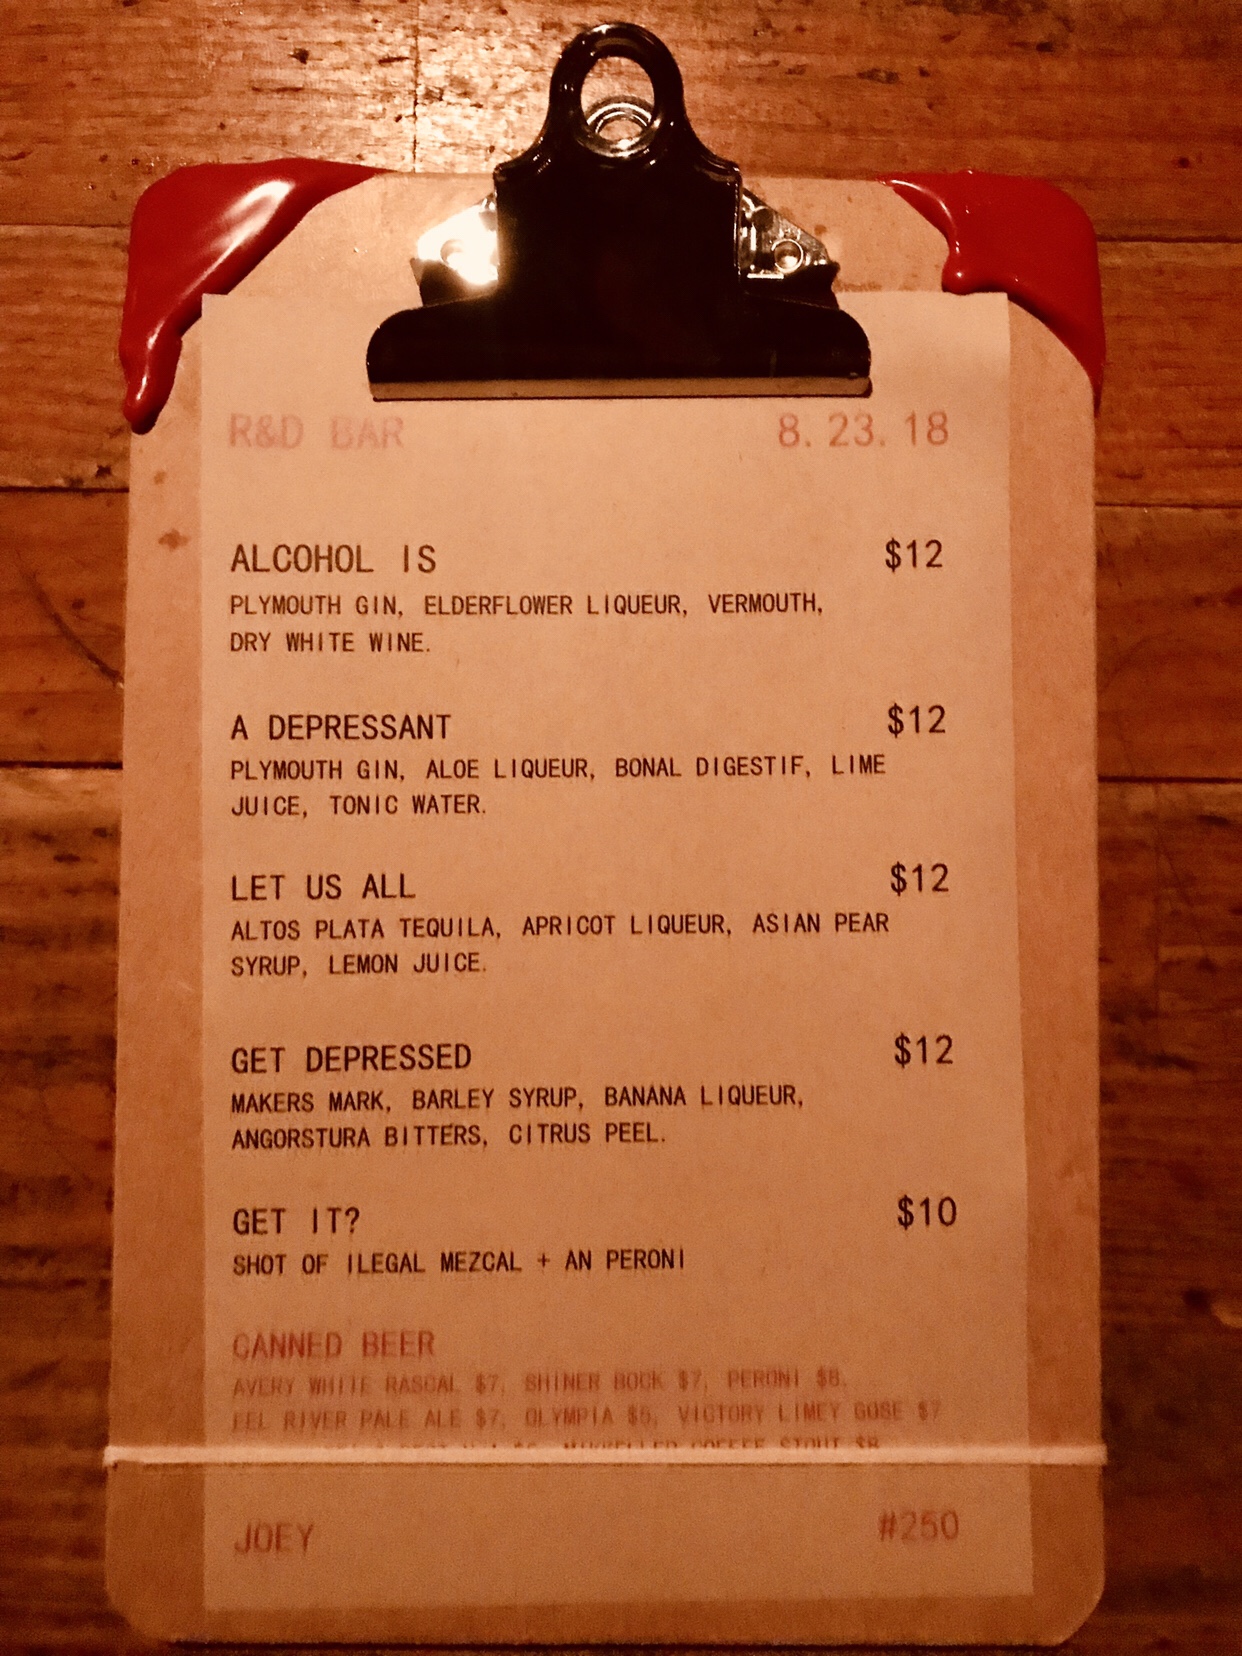 R&D BAR 8.23.18
ALCOHOL IS $12
PLYMOUTH GIN, ELDERFLOWER LIQUEUR, VERMOUTH,
DRY WHITE WINE.
A DEPRESSANT $12
PLYMOUTH GIN, ALOE LIQUEUR, BONAL DIGESTIF, LIME
JUICE, TONIC WATER.
LET US ALL $12
ALTOS PLATA TEQUILA, APRICOT LIQUEUR, ASIAN PEAR
SYRUP, LEMON JUICE.
GET DEPRESSED $12
MAKERS MARK, BARLEY SYRUP, BANANA LIQUEUR,
ANGORSTURA BITTERS, CITRUS PEEL.
GET IT? $10
SHOT OF ILEGAL MEZCAL + AN PERONI
CANNED BEER
AVERY WHITE RASCAL $7, SHINER BOCK $7, PERONI
EEL RIVER PALE ALE $7, OLYMPIA VICTORY LIMEY GOSE $7
COFFEE STOUT
JOEY #250